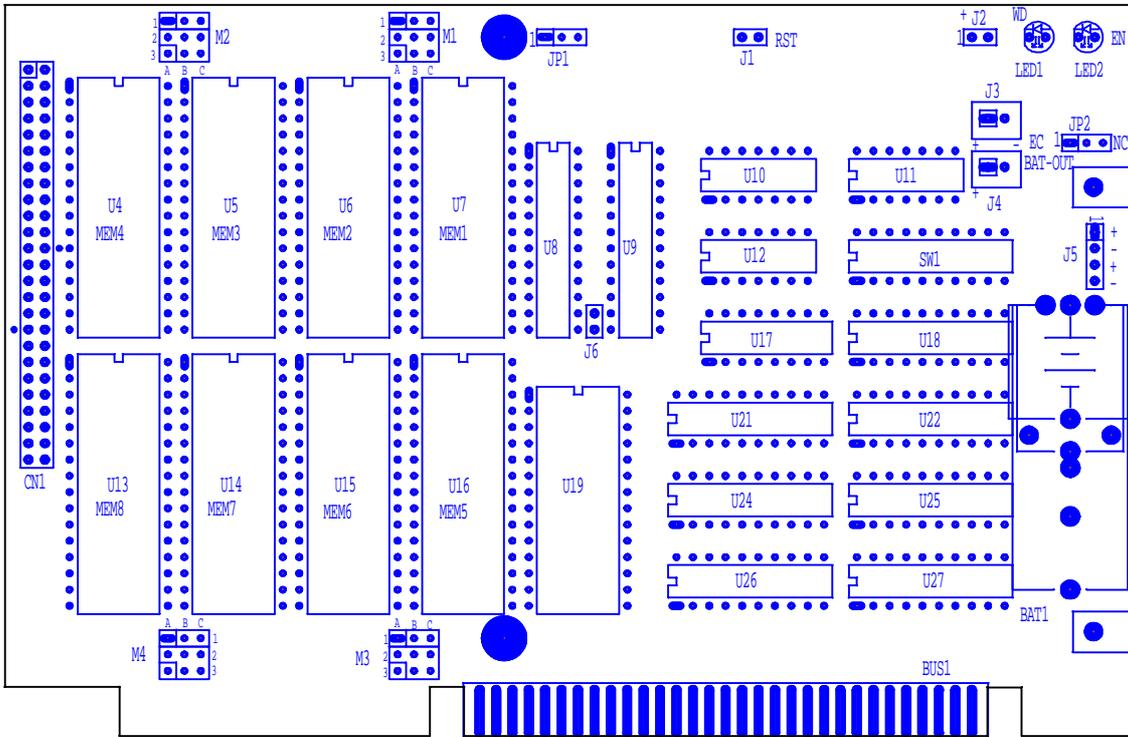 1 2 3 M2
A B C
1 2 3 M1
A B C
1 JP1
J1 RST
+ J2
1
WD
LED1
EN
LED2
J3
+ - EC
JP2
1 NC
BAT-OUT
+ J4
U4
MEM4
U5
MEM3
U6
MEM2
U7
MEM1
U8
U9
J6
U10
U11
U12
SW1
1
J5
+
-
+
-
U17
U18
U21
U22
CN1
U13
MEM8
U14
MEM7
U15
MEM6
U16
MEM5
U19
U24
U25
U26
U27
BAT1
A B C
M4 1 2 3
A B C
M3 1 2 3
BUS1